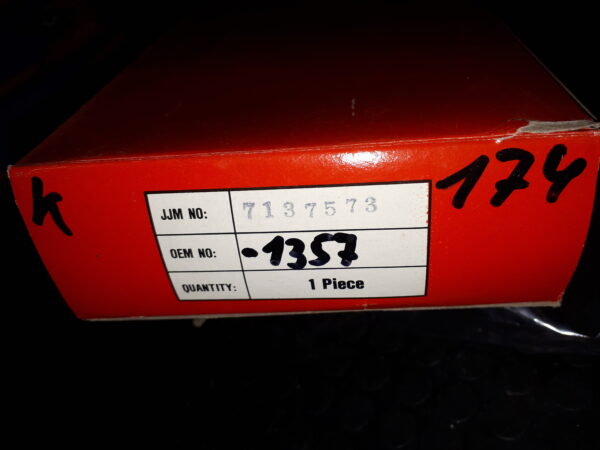 K
174
JJM NO: 7137573
OEM NO: •1357
QUANTITY: 1 Piece